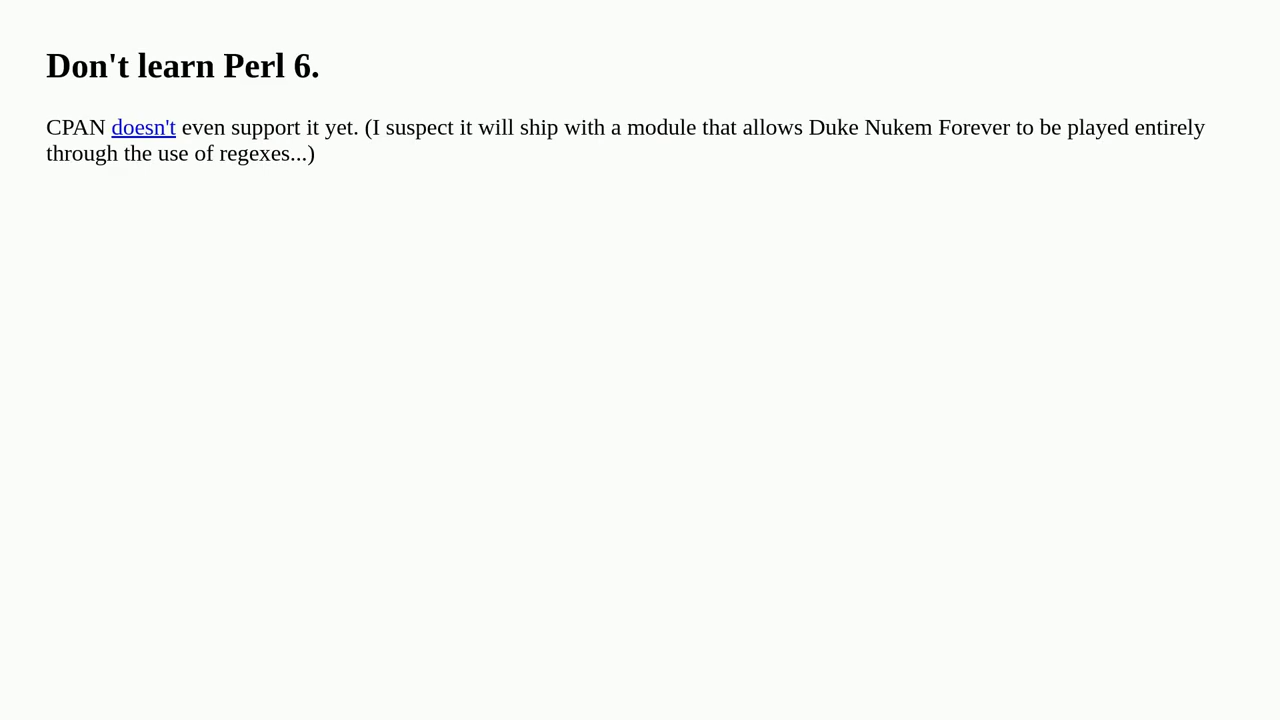 Don't learn Perl 6.
CPAN doesn't even support it yet. (I suspect it will ship with a module that allows Duke Nukem Forever to be played entirely
through the use of regexes...)